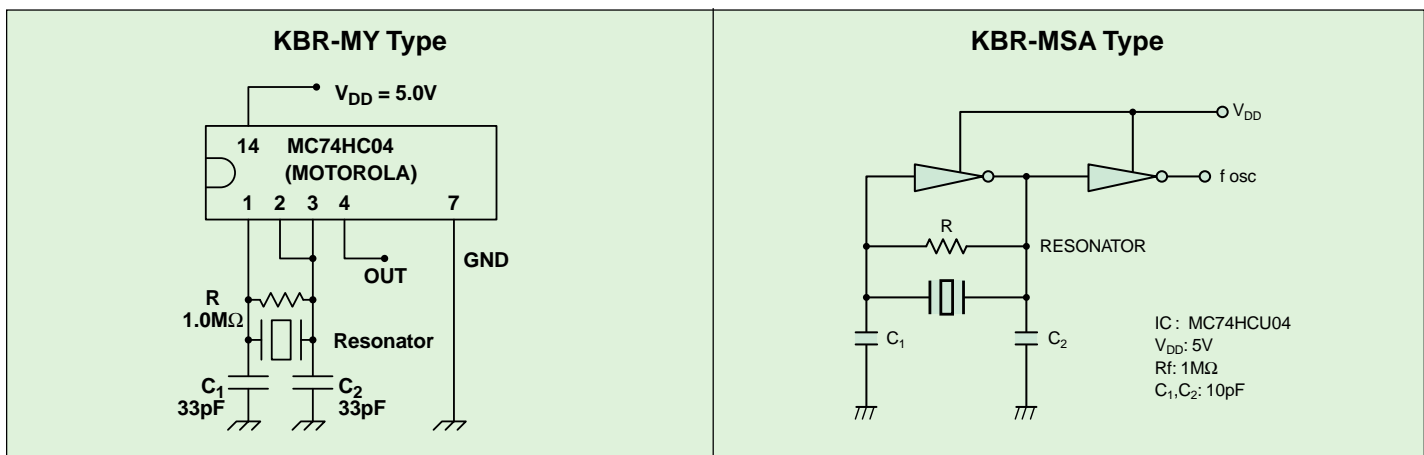 KBR-MY Type
V_DD = 5.0V
14 MC74HC04
(MOTOROLA)
1 2 3 4 7
GND
OUT
R
1.0MΩ
Resonator
C₁ C₂
33pF 33pF
KBR-MSA Type
V_DD
f osc
R
RESONATOR
C₁ C₂
IC : MC74HCU04
V_DD: 5V
Rf: 1MΩ
C₁,C₂: 10pF